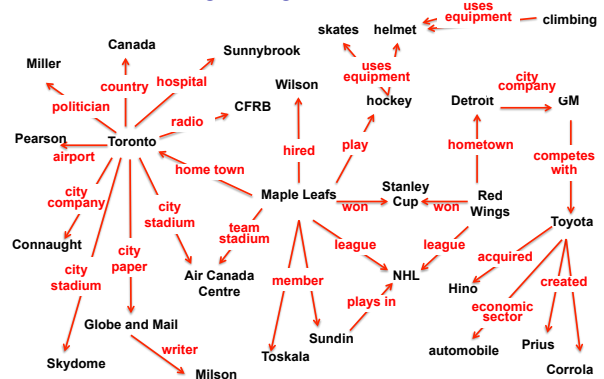 uses
equipment
climbing
skates
helmet
Canada
Sunnybrook
Miller
country
hospital
politician
Wilson
uses
equipment
city
company
CFRB
hockey
Detroit
GM
radio
Pearson
Toronto
airport
hired
play
hometown
competes
with
home town
city
company
city
stadium
Maple Leafs
Stanley
Cup
Red
Wings
won
won
team
stadium
Toyota
Connaught
city
paper
league
league
city
stadium
Air Canada
Centre
member
NHL
acquired
plays in
Hino
created
economic
sector
Globe and Mail
Sundin
Toskala
writer
automobile
Prius
Skydome
Milson
Corrola